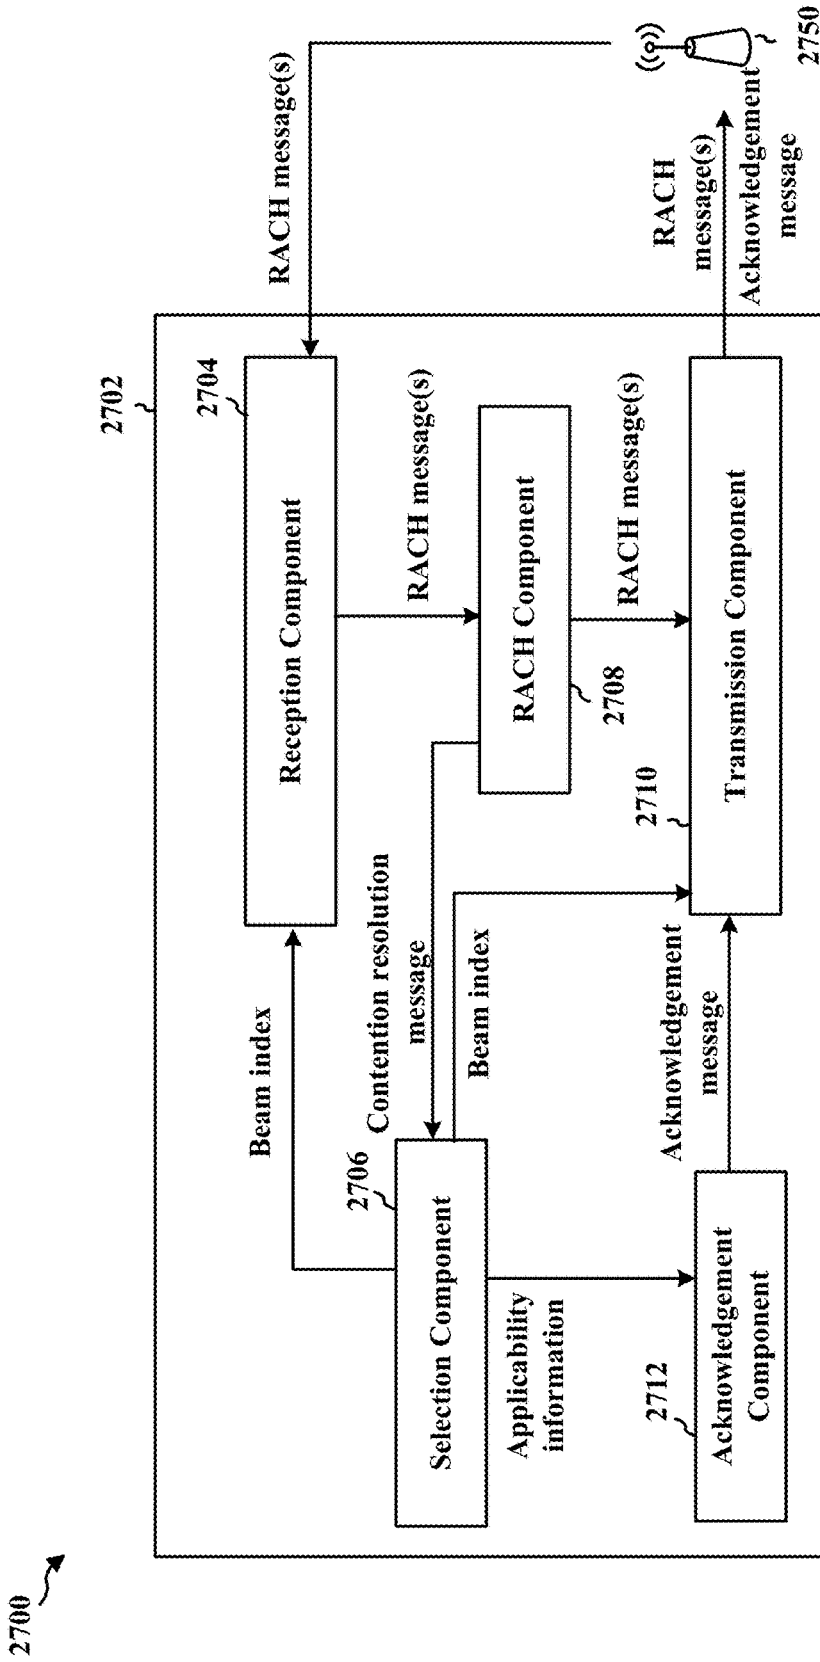 2700
2702
RACH message(s)
2704
Reception Component
Beam index
RACH message(s)
Contention resolution
message
2706
Selection Component
RACH Component
2708
Beam index
RACH message(s)
Applicability
information
2710
Transmission Component
Acknowledgement
message
2712
Acknowledgement
Component
RACH
message(s)
Acknowledgement
message
2750